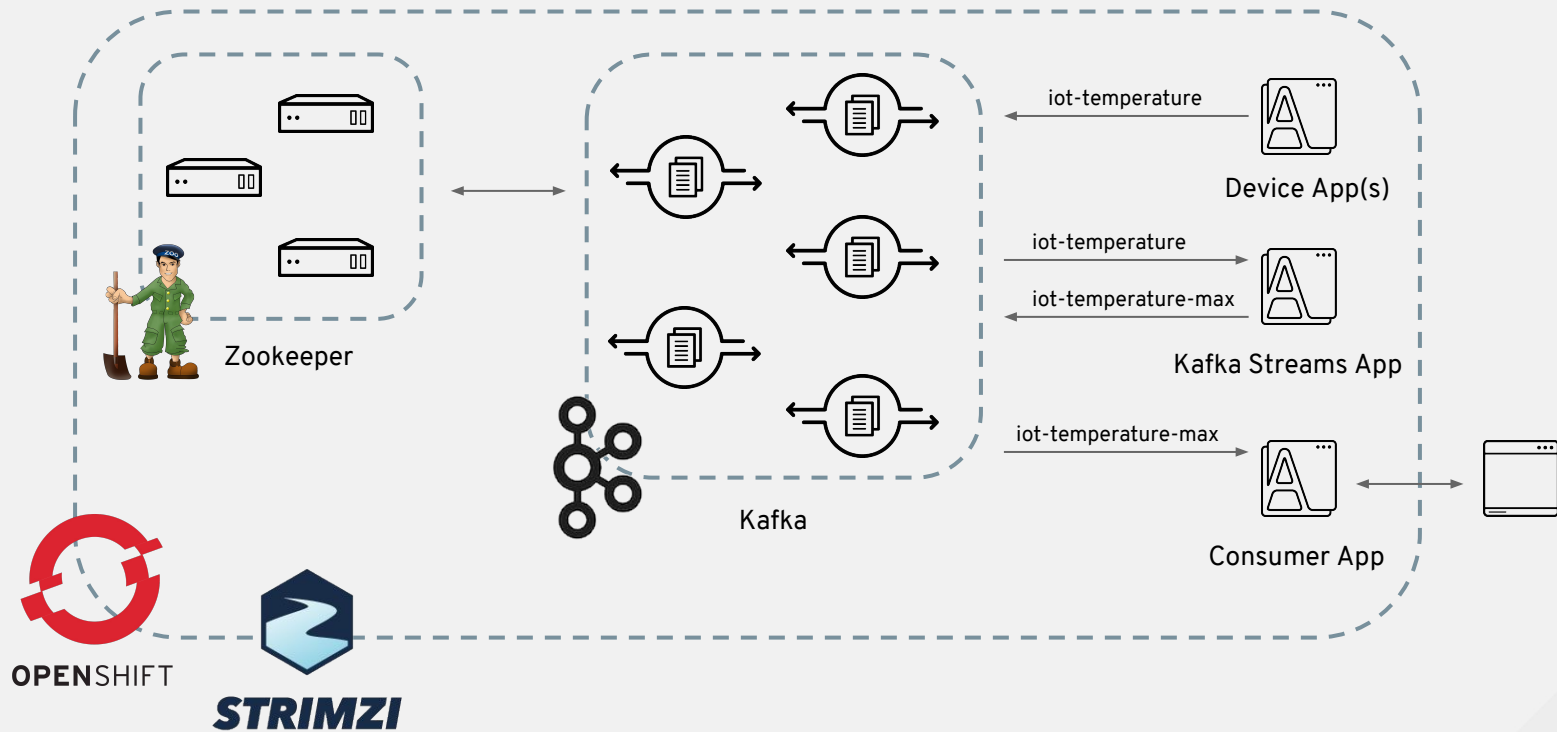 iot-temperature
Device App(s)
iot-temperature
iot-temperature-max
Kafka Streams App
iot-temperature-max
Consumer App
ZOO
Zookeeper
Kafka
OPENSHIFT
STRIMZI